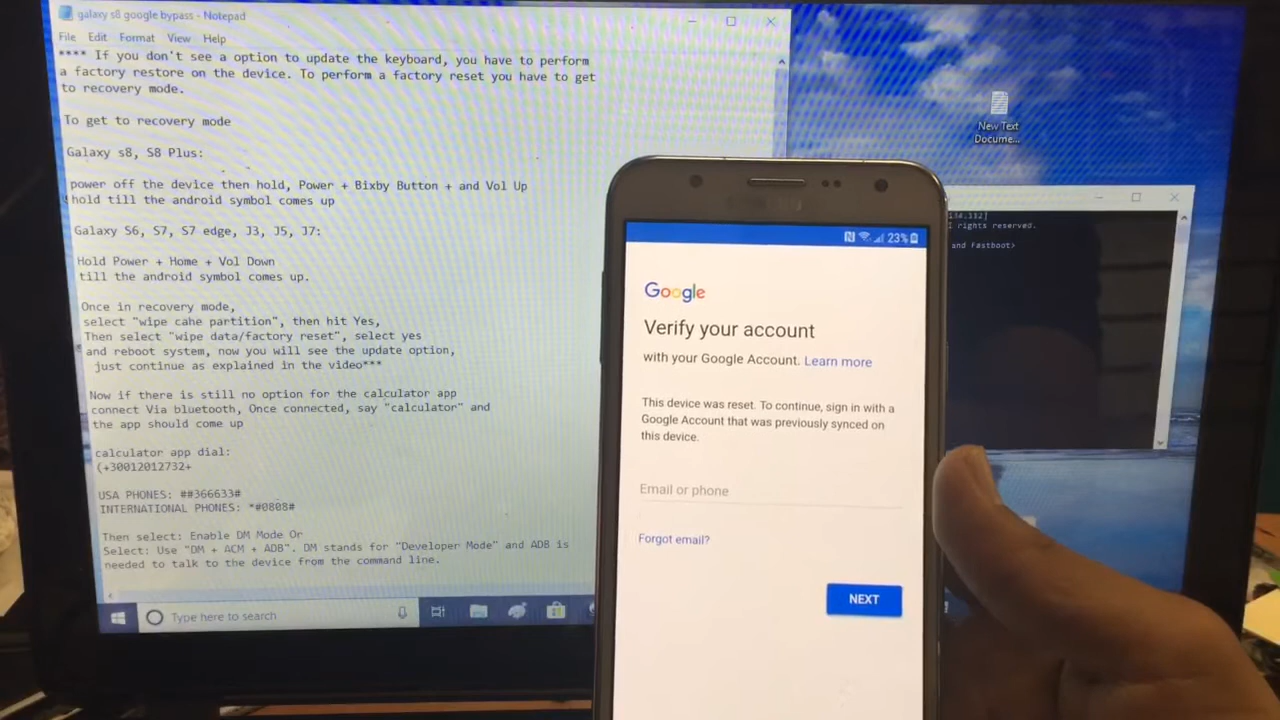 galaxy s8 google bypass - Notepad
File Edit Format View Help
**** If you don't see a option to update the keyboard, you have to perform
a factory restore on the device. To perform a factory reset you have to get
to recovery mode.
To get to recovery mode
Galaxy s8, S8 Plus:
power off the device then hold, Power + Bixby Button + and Vol Up
hold till the android symbol comes up
Galaxy S6, S7, S7 edge, J3, J5, J7:
Hold Power + Home + Vol Down
till the android symbol comes up.
Once in recovery mode,
select "wipe cahe partition", then hit Yes,
Then select "wipe data/factory reset", select yes
and reboot system, now you will see the update option,
just continue as explained in the video***
Now if there is still no option for the calculator app
connect Via bluetooth, Once connected, say "calculator" and
the app should come up
calculator app dial:
(+30012012732+
USA PHONES: ##366633#
INTERNATIONAL PHONES: *#0808#
Then select: Enable DM Mode Or
Select: Use "DM + ACM + ADB". DM stands for "Developer Mode" and ADB is
needed to talk to the device from the command line.
Type here to search
New Text
Docume...
rights reserved.
and Fastboot>
23%
Google
Verify your account
with your Google Account. Learn more
This device was reset. To continue, sign in with a
Google Account that was previously synced on
this device.
Email or phone
Forgot email?
NEXT